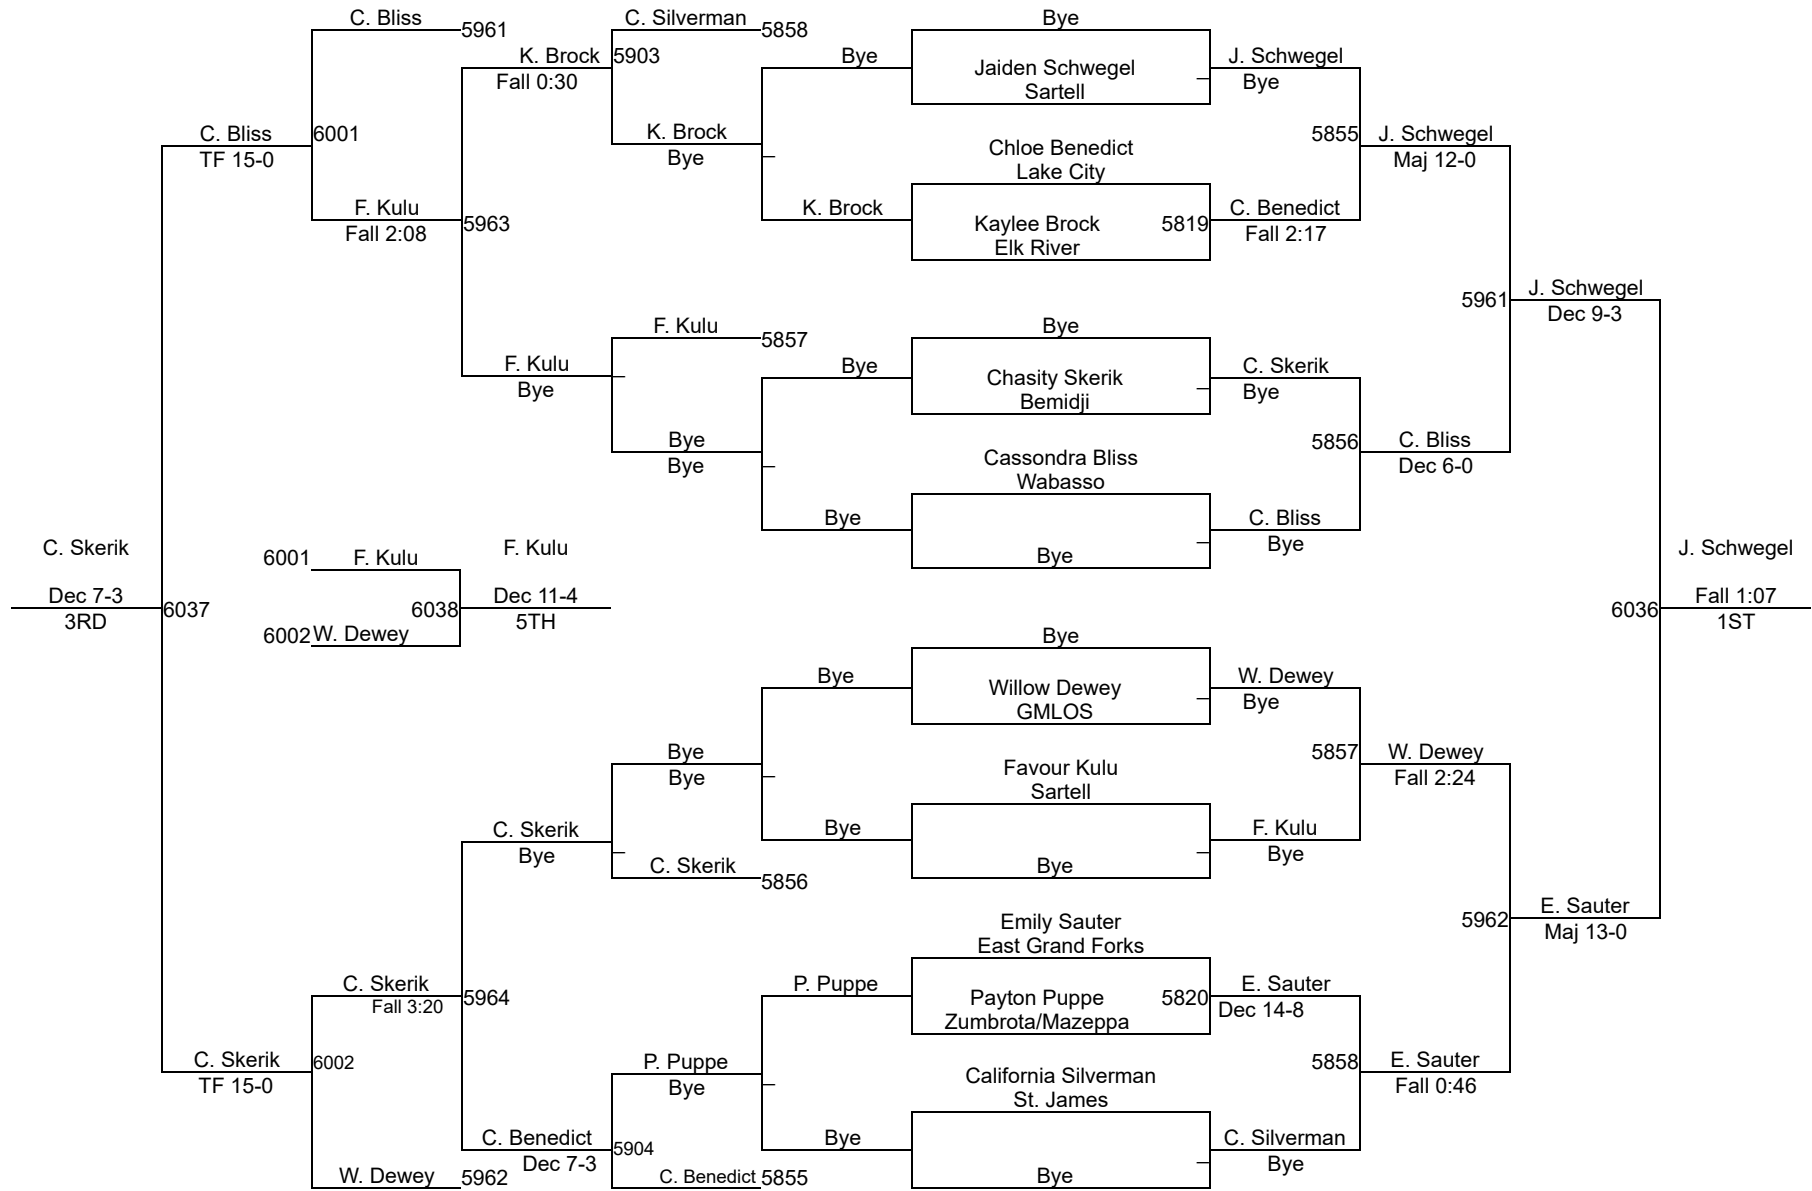 C. Bliss
5961
C. Silverman
5858
Bye
K. Brock
5903
Fall 0:30
Bye
Jaiden Schwegel
Sartell
J. Schwegel
Bye
C. Bliss
TF 15-0
6001
K. Brock
Bye
Chloe Benedict
Lake City
5855
J. Schwegel
Maj 12-0
F. Kulu
Fall 2:08
5963
K. Brock
Kaylee Brock
Elk River
5819
C. Benedict
Fall 2:17
5961
J. Schwegel
Dec 9-3
F. Kulu
5857
Bye
F. Kulu
Bye
Bye
Chasity Skerik
Bemidji
C. Skerik
Bye
Bye
Bye
Cassondra Bliss
Wabasso
5856
C. Bliss
Dec 6-0
Bye
Bye
C. Bliss
Bye
C. Skerik
Dec 7-3
3RD
6037
6001
F. Kulu
6002
W. Dewey
6038
F. Kulu
Dec 11-4
5TH
6036
J. Schwegel
Fall 1:07
1ST
Bye
Bye
Willow Dewey
GMLOS
W. Dewey
Bye
Bye
Bye
Favour Kulu
Sartell
5857
W. Dewey
Fall 2:24
C. Skerik
Bye
Bye
Bye
F. Kulu
Bye
C. Skerik
5856
Emily Sauter
East Grand Forks
5962
E. Sauter
Maj 13-0
C. Skerik
Fall 3:20
5964
P. Puppe
Payton Puppe
Zumbrota/Mazeppa
5820
E. Sauter
Dec 14-8
C. Skerik
TF 15-0
6002
P. Puppe
Bye
California Silverman
St. James
5858
E. Sauter
Fall 0:46
C. Benedict
Dec 7-3
5904
Bye
Bye
C. Silverman
Bye
W. Dewey
5962
C. Benedict
5855